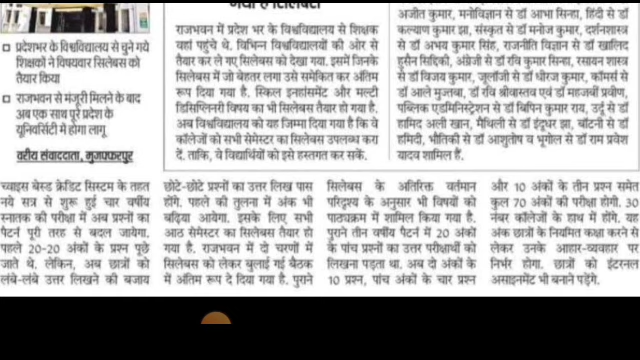 गया है सिलेबस
□ प्रदेशभर के विश्वविद्यालय से चुने गये
शिक्षकों ने विषयवार सिलेबस को
तैयार किया
□ राजभवन से मंजूरी मिलने के बाद
अब एक साथ पूरे प्रदेश के
यूनिवर्सिटी में होगा लागू
वरीय संवाददाता, मुजफ्फरपुर
राजभवन में प्रदेश भर के विश्वविद्यालय से शिक्षक
वहां पहुंचे थे. विभिन्न विश्वविद्यालयों की ओर से
तैयार कर ले गए सिलेबस को देखा गया. इसमें जिनके
सिलेबस में जो बेहतर लगा उसे समेकित कर अंतिम
रूप दिया गया है. स्किल इनहांसमेंट और मल्टी
डिसिप्लिनरी विषय का भी सिलेबस तैयार हो गया है.
अब विश्वविद्यालय को यह जिम्मा दिया गया है कि वे
कॉलेजों को सभी सेमेस्टर का सिलेबस उपलब्ध करा
दें. ताकि, वे विद्यार्थियों को इसे हस्तगत कर सकें.
अजीत कुमार, मनोविज्ञान से डॉ आभा सिन्हा, हिंदी से डॉ
कल्याण कुमार झा, संस्कृत से डॉ मनोज कुमार, दर्शनशास्त्र
से डॉ अभय कुमार सिंह, राजनीति विज्ञान से डॉ खालिद
हुसैन सिद्दिकी, अंग्रेजी से डॉ रवि कुमार सिन्हा, रसायन शास्त्र
से डॉ विजय कुमार, जूलॉजी से डॉ धीरज कुमार, कॉमर्स से
डॉ आले मुज्तबा, डॉ रवि श्रीवास्तव एवं डॉ महजबीं प्रवीण,
पब्लिक एडमिनिस्ट्रेशन से डॉ बिपिन कुमार राय, उर्दू से डॉ
हामिद अली खान, मैथिली से डॉ इंदूधर झा, बॉटनी से डॉ
हमिदी, भौतिकी से डॉ आशुतोष व भूगोल से डॉ राम प्रवेश
यादव शामिल हैं.
च्वाइस बेस्ड क्रेडिट सिस्टम के तहत
नये सत्र से शुरू हुई चार वर्षीय
स्नातक की परीक्षा में अब प्रश्नों का
पैटर्न पूरी तरह से बदल जायेगा.
पहले 20-20 अंकों के प्रश्न पूछे
जाते थे. लेकिन, अब छात्रों को
लंबे-लंबे उत्तर लिखने की बजाय
छोटे-छोटे प्रश्नों का उत्तर लिख पास
होंगे. पहले की तुलना में अंक भी
बढ़िया आयेगा. इसके लिए सभी
आठ सेमेस्टर का सिलेबस तैयार हो
गया है. राजभवन में दो चरणों में
सिलेबस को लेकर बुलाई गई बैठक
में अंतिम रूप दे दिया गया है. पुराने
सिलेबस के अतिरिक्त वर्तमान
परिदृश्य के अनुसार भी विषयों को
पाठ्यक्रम में शामिल किया गया है.
पुराने तीन वर्षीय पैटर्न में 20 अंकों
के पांच प्रश्नों का उत्तर परीक्षार्थी को
लिखना पड़ता था. अब दो अंकों के
10 प्रश्न, पांच अंकों के चार प्रश्न
और 10 अंकों के तीन प्रश्न समेत
कुल 70 अंकों की परीक्षा होगी. 30
नंबर कॉलेजों के हाथ में होंगे. यह
अंक छात्रों के नियमित कक्षा करने से
लेकर उनके आहार-व्यवहार पर
निर्भर होगा. छात्रों को इंटरनल
असाइनमेंट भी बनाने पड़ेंगे.